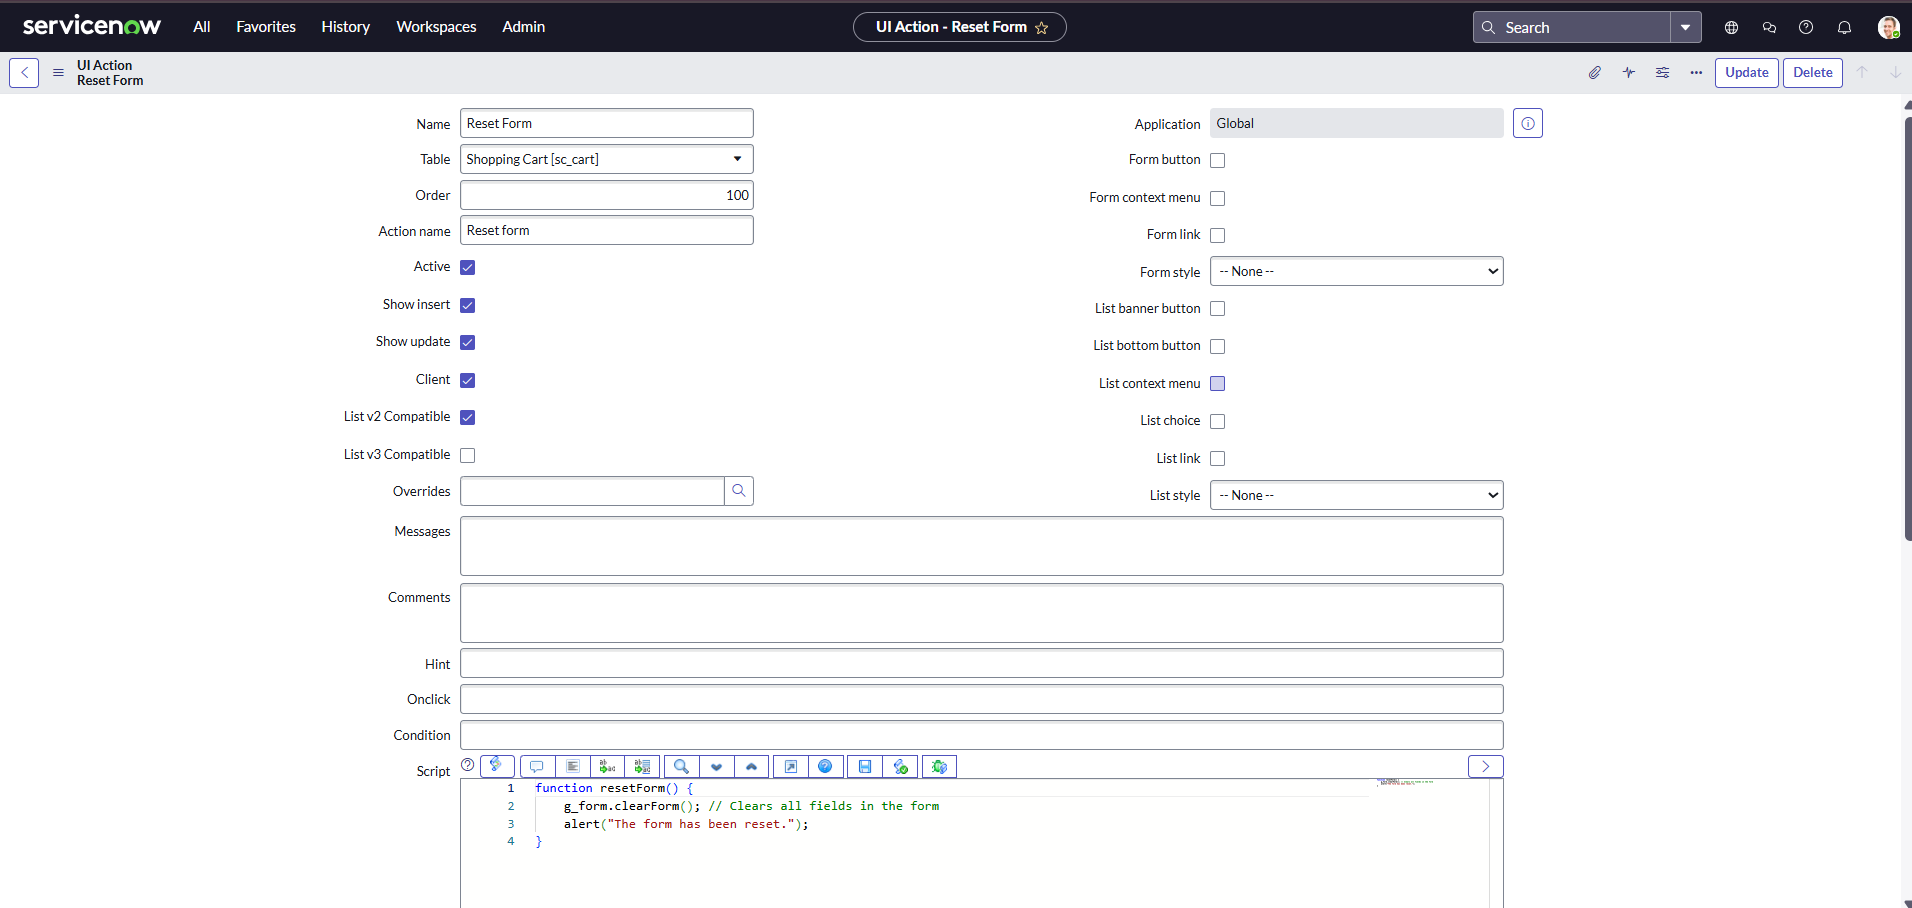 servicenow All Favorites History Workspaces Admin UI Action - Reset Form Search
UI Action
Reset Form
Update Delete
Name Reset Form
Application Global
Table Shopping Cart [sc_cart]
Form button
Order 100
Form context menu
Action name Reset form
Form link
Active
Form style -- None --
Show insert
List banner button
Show update
List bottom button
Client
List context menu
List v2 Compatible
List choice
List v3 Compatible
List link
Overrides
List style -- None --
Messages
Comments
Hint
Onclick
Condition
Script
1 function resetForm() {
2 g_form.clearForm(); // Clears all fields in the form
3 alert("The form has been reset.");
4 }